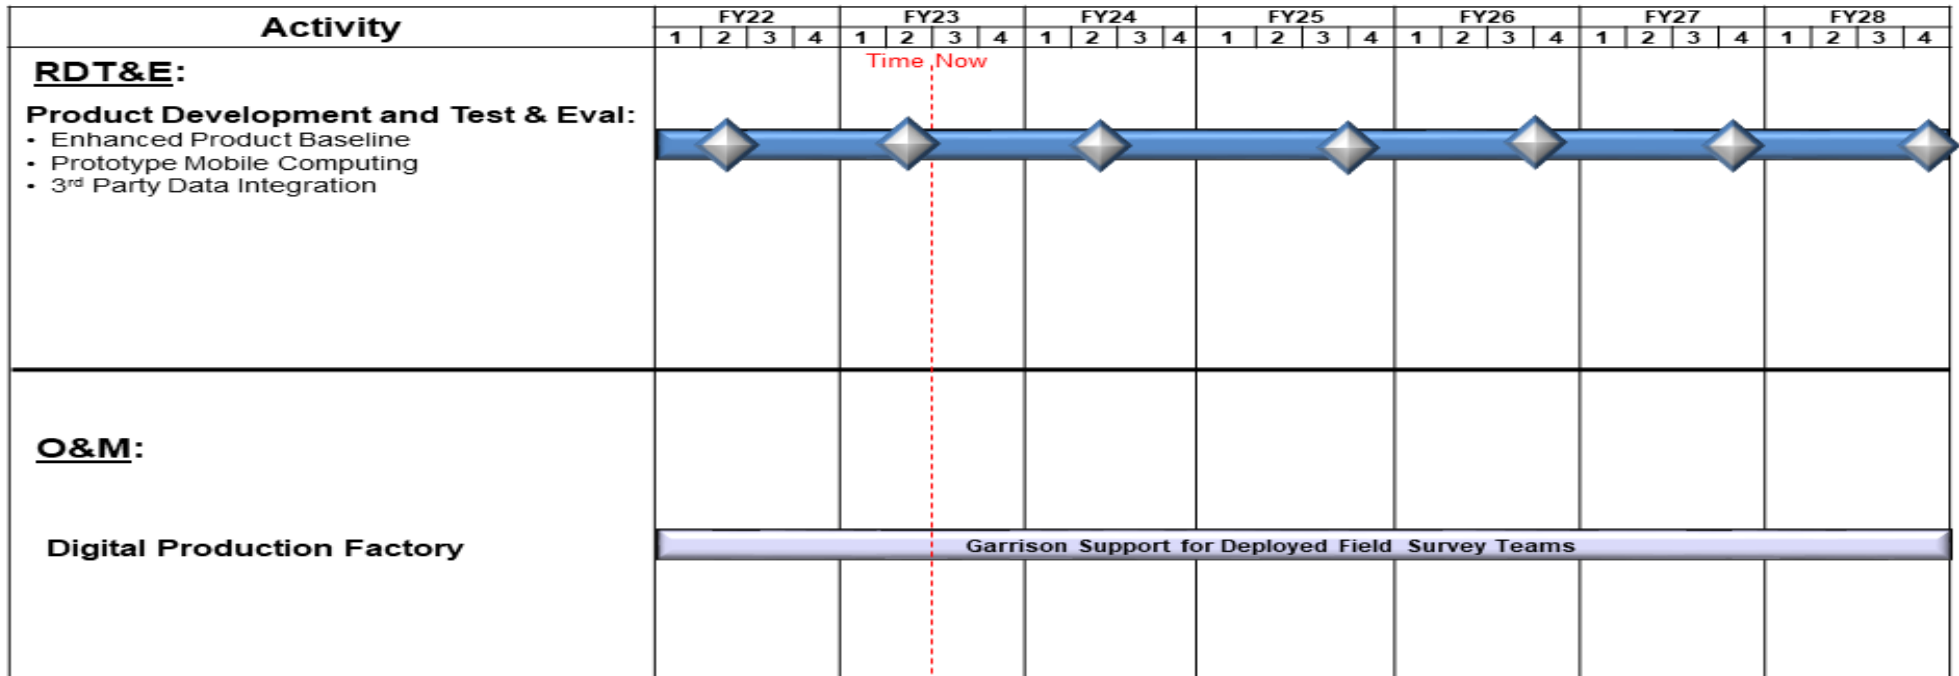 Activity
FY22 FY23 FY24 FY25 FY26 FY27 FY28
1 2 3 4 1 2 3 4 1 2 3 4 1 2 3 4 1 2 3 4 1 2 3 4 1 2 3 4
Time Now
RDT&E:
Product Development and Test & Eval:
• Enhanced Product Baseline
• Prototype Mobile Computing
• 3rd Party Data Integration
O&M:
Digital Production Factory
Garrison Support for Deployed Field Survey Teams